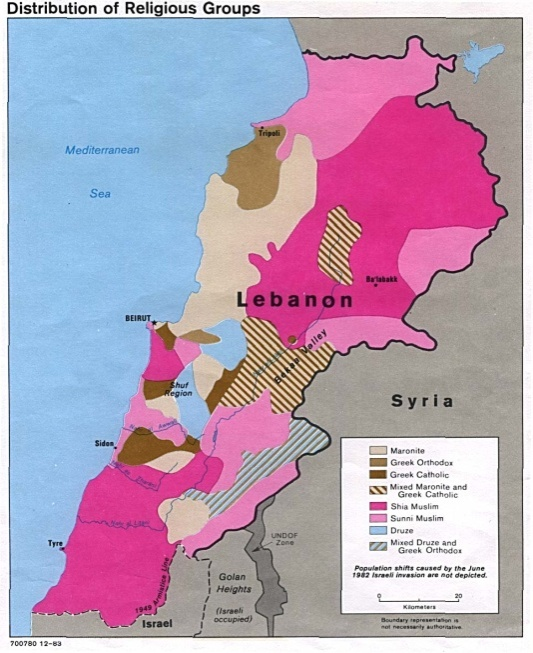 Distribution of Religious Groups
Mediterranean
Sea
Tripoli
Ba'labakk
Lebanon
BEIRUT
Bekaa Valley
Shuf
Region
Syria
Sidon
Tyre
UNDOF
Zone
1949 Armistice Line
Golan
Heights
(Israeli
occupied)
Israel
Maronite
Greek Orthodox
Greek Catholic
Mixed Maronite and
Greek Catholic
Shia Muslim
Sunni Muslim
Druze
Mixed Druze and
Greek Orthodox
Population shifts caused by the June
1982 Israeli invasion are not depicted.
0 20
Kilometers
Boundary representation is
not necessarily authoritative.
700780 12-83